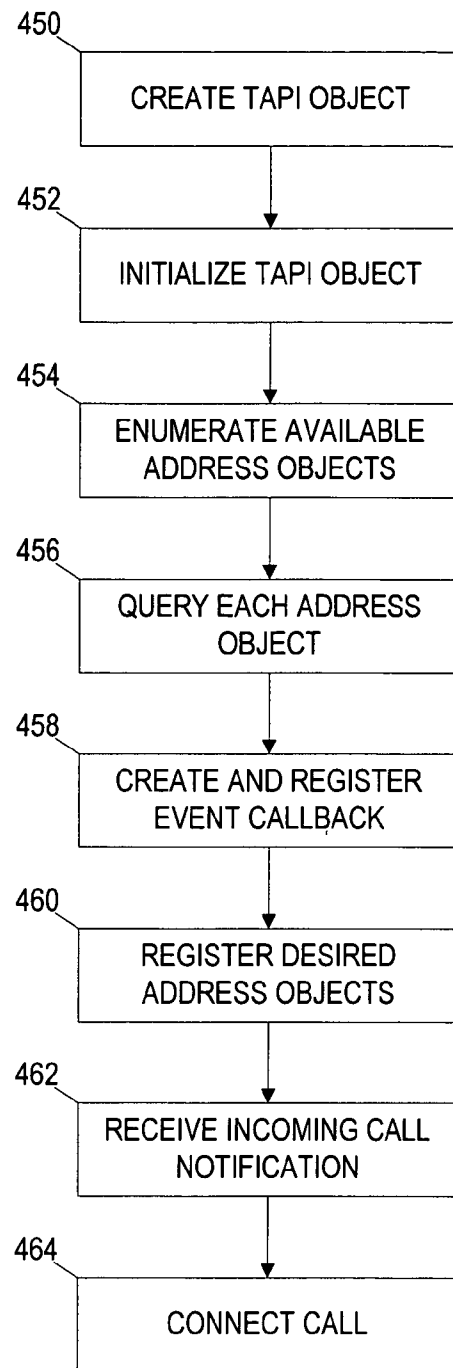 450
CREATE TAPI OBJECT
452
INITIALIZE TAPI OBJECT
454
ENUMERATE AVAILABLE
ADDRESS OBJECTS
456
QUERY EACH ADDRESS
OBJECT
458
CREATE AND REGISTER
EVENT CALLBACK
460
REGISTER DESIRED
ADDRESS OBJECTS
462
RECEIVE INCOMING CALL
NOTIFICATION
464
CONNECT CALL